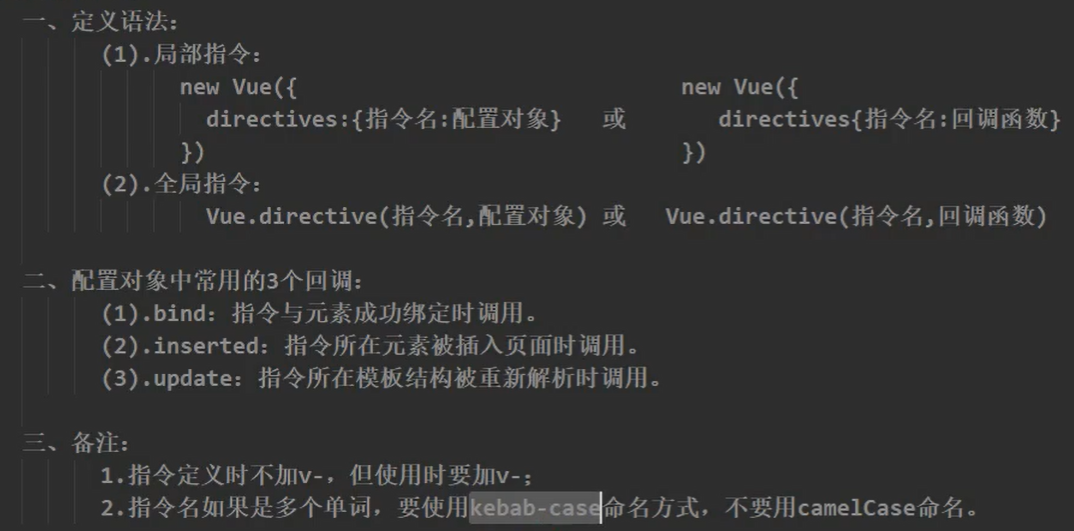 一、定义语法：
(1).局部指令：
new Vue({ new Vue({
directives:{指令名:配置对象} 或 directives{指令名:回调函数}
}) })
(2).全局指令：
Vue.directive(指令名,配置对象) 或 Vue.directive(指令名,回调函数)
二、配置对象中常用的3个回调：
(1).bind：指令与元素成功绑定时调用。
(2).inserted：指令所在元素被插入页面时调用。
(3).update：指令所在模板结构被重新解析时调用。
三、备注：
1.指令定义时不加v-，但使用时要加v-；
2.指令名如果是多个单词，要使用kebab-case命名方式，不要用camelCase命名。